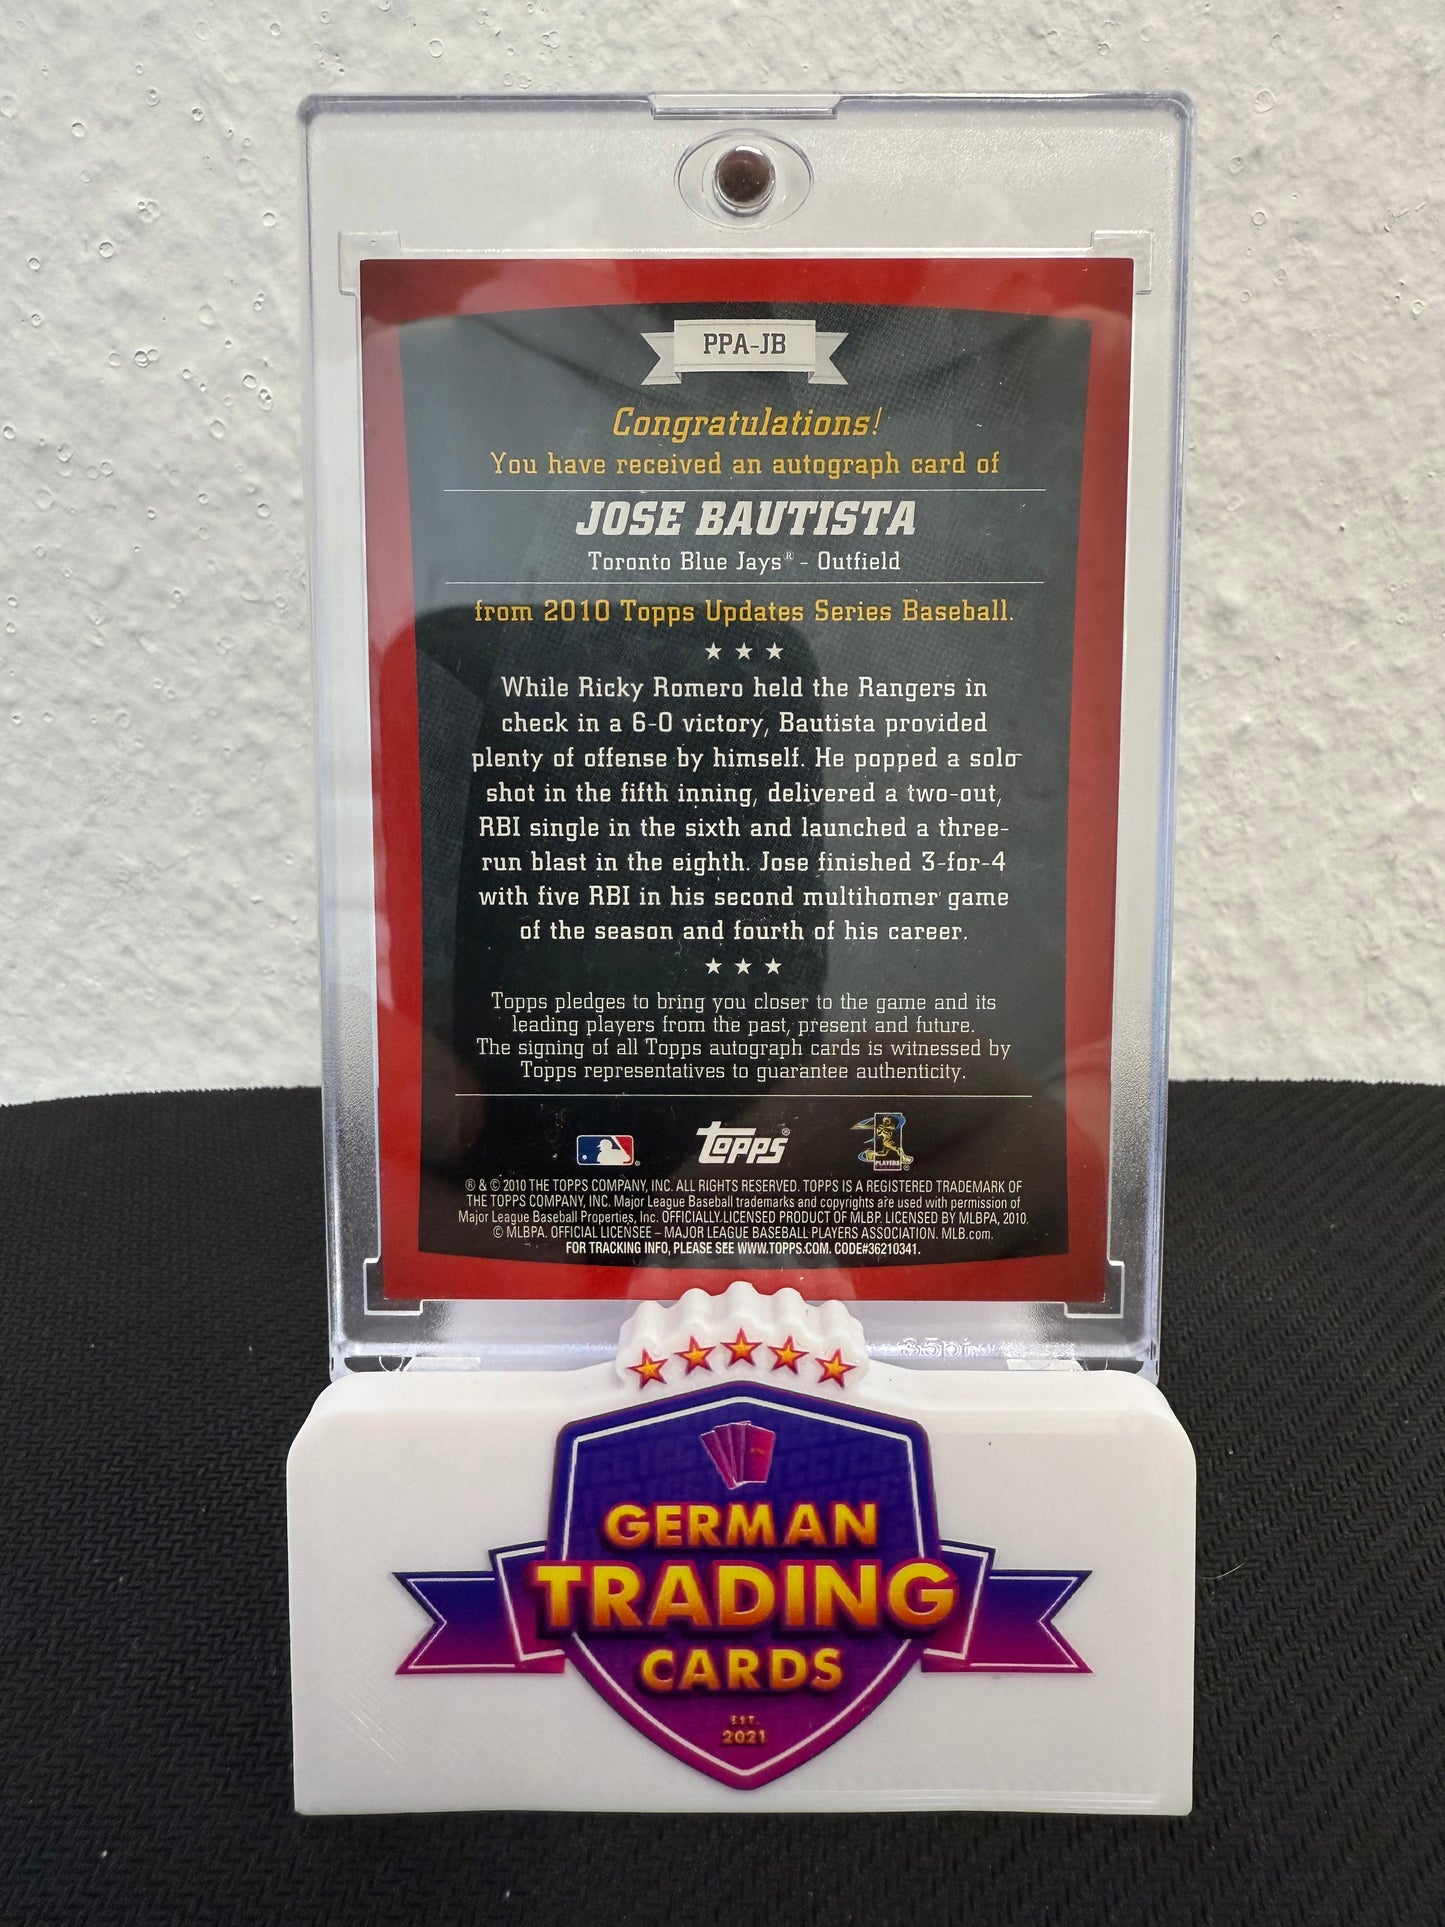 PPA-JB
Congratulations!
You have received an autograph card of
JOSE BAUTISTA
Toronto Blue Jays® - Outfield
from 2010 Topps Updates Series Baseball.
While Ricky Romero held the Rangers in
check in a 6-0 victory, Bautista provided
plenty of offense by himself. He popped a solo
shot in the fifth inning, delivered a two-out,
RBI single in the sixth and launched a three-
run blast in the eighth. Jose finished 3-for-4
with five RBI in his second multihomer game
of the season and fourth of his career.
Topps pledges to bring you closer to the game and its
leading players from the past, present and future.
The signing of all Topps autograph cards is witnessed by
Topps representatives to guarantee authenticity.
Topps®
PLAYERS
® & © 2010 THE TOPPS COMPANY, INC. ALL RIGHTS RESERVED. TOPPS IS A REGISTERED TRADEMARK OF
THE TOPPS COMPANY, INC. Major League Baseball trademarks and copyrights are used with permission of
Major League Baseball Properties, Inc. OFFICIALLY LICENSED PRODUCT OF MLBP. LICENSED BY MLBPA, 2010.
© MLBPA. OFFICIAL LICENSEE – MAJOR LEAGUE BASEBALL PLAYERS ASSOCIATION. MLB.com.
FOR TRACKING INFO, PLEASE SEE WWW.TOPPS.COM. CODE#36210341.
35pt
GERMAN
TRADING
CARDS
EST.
2021